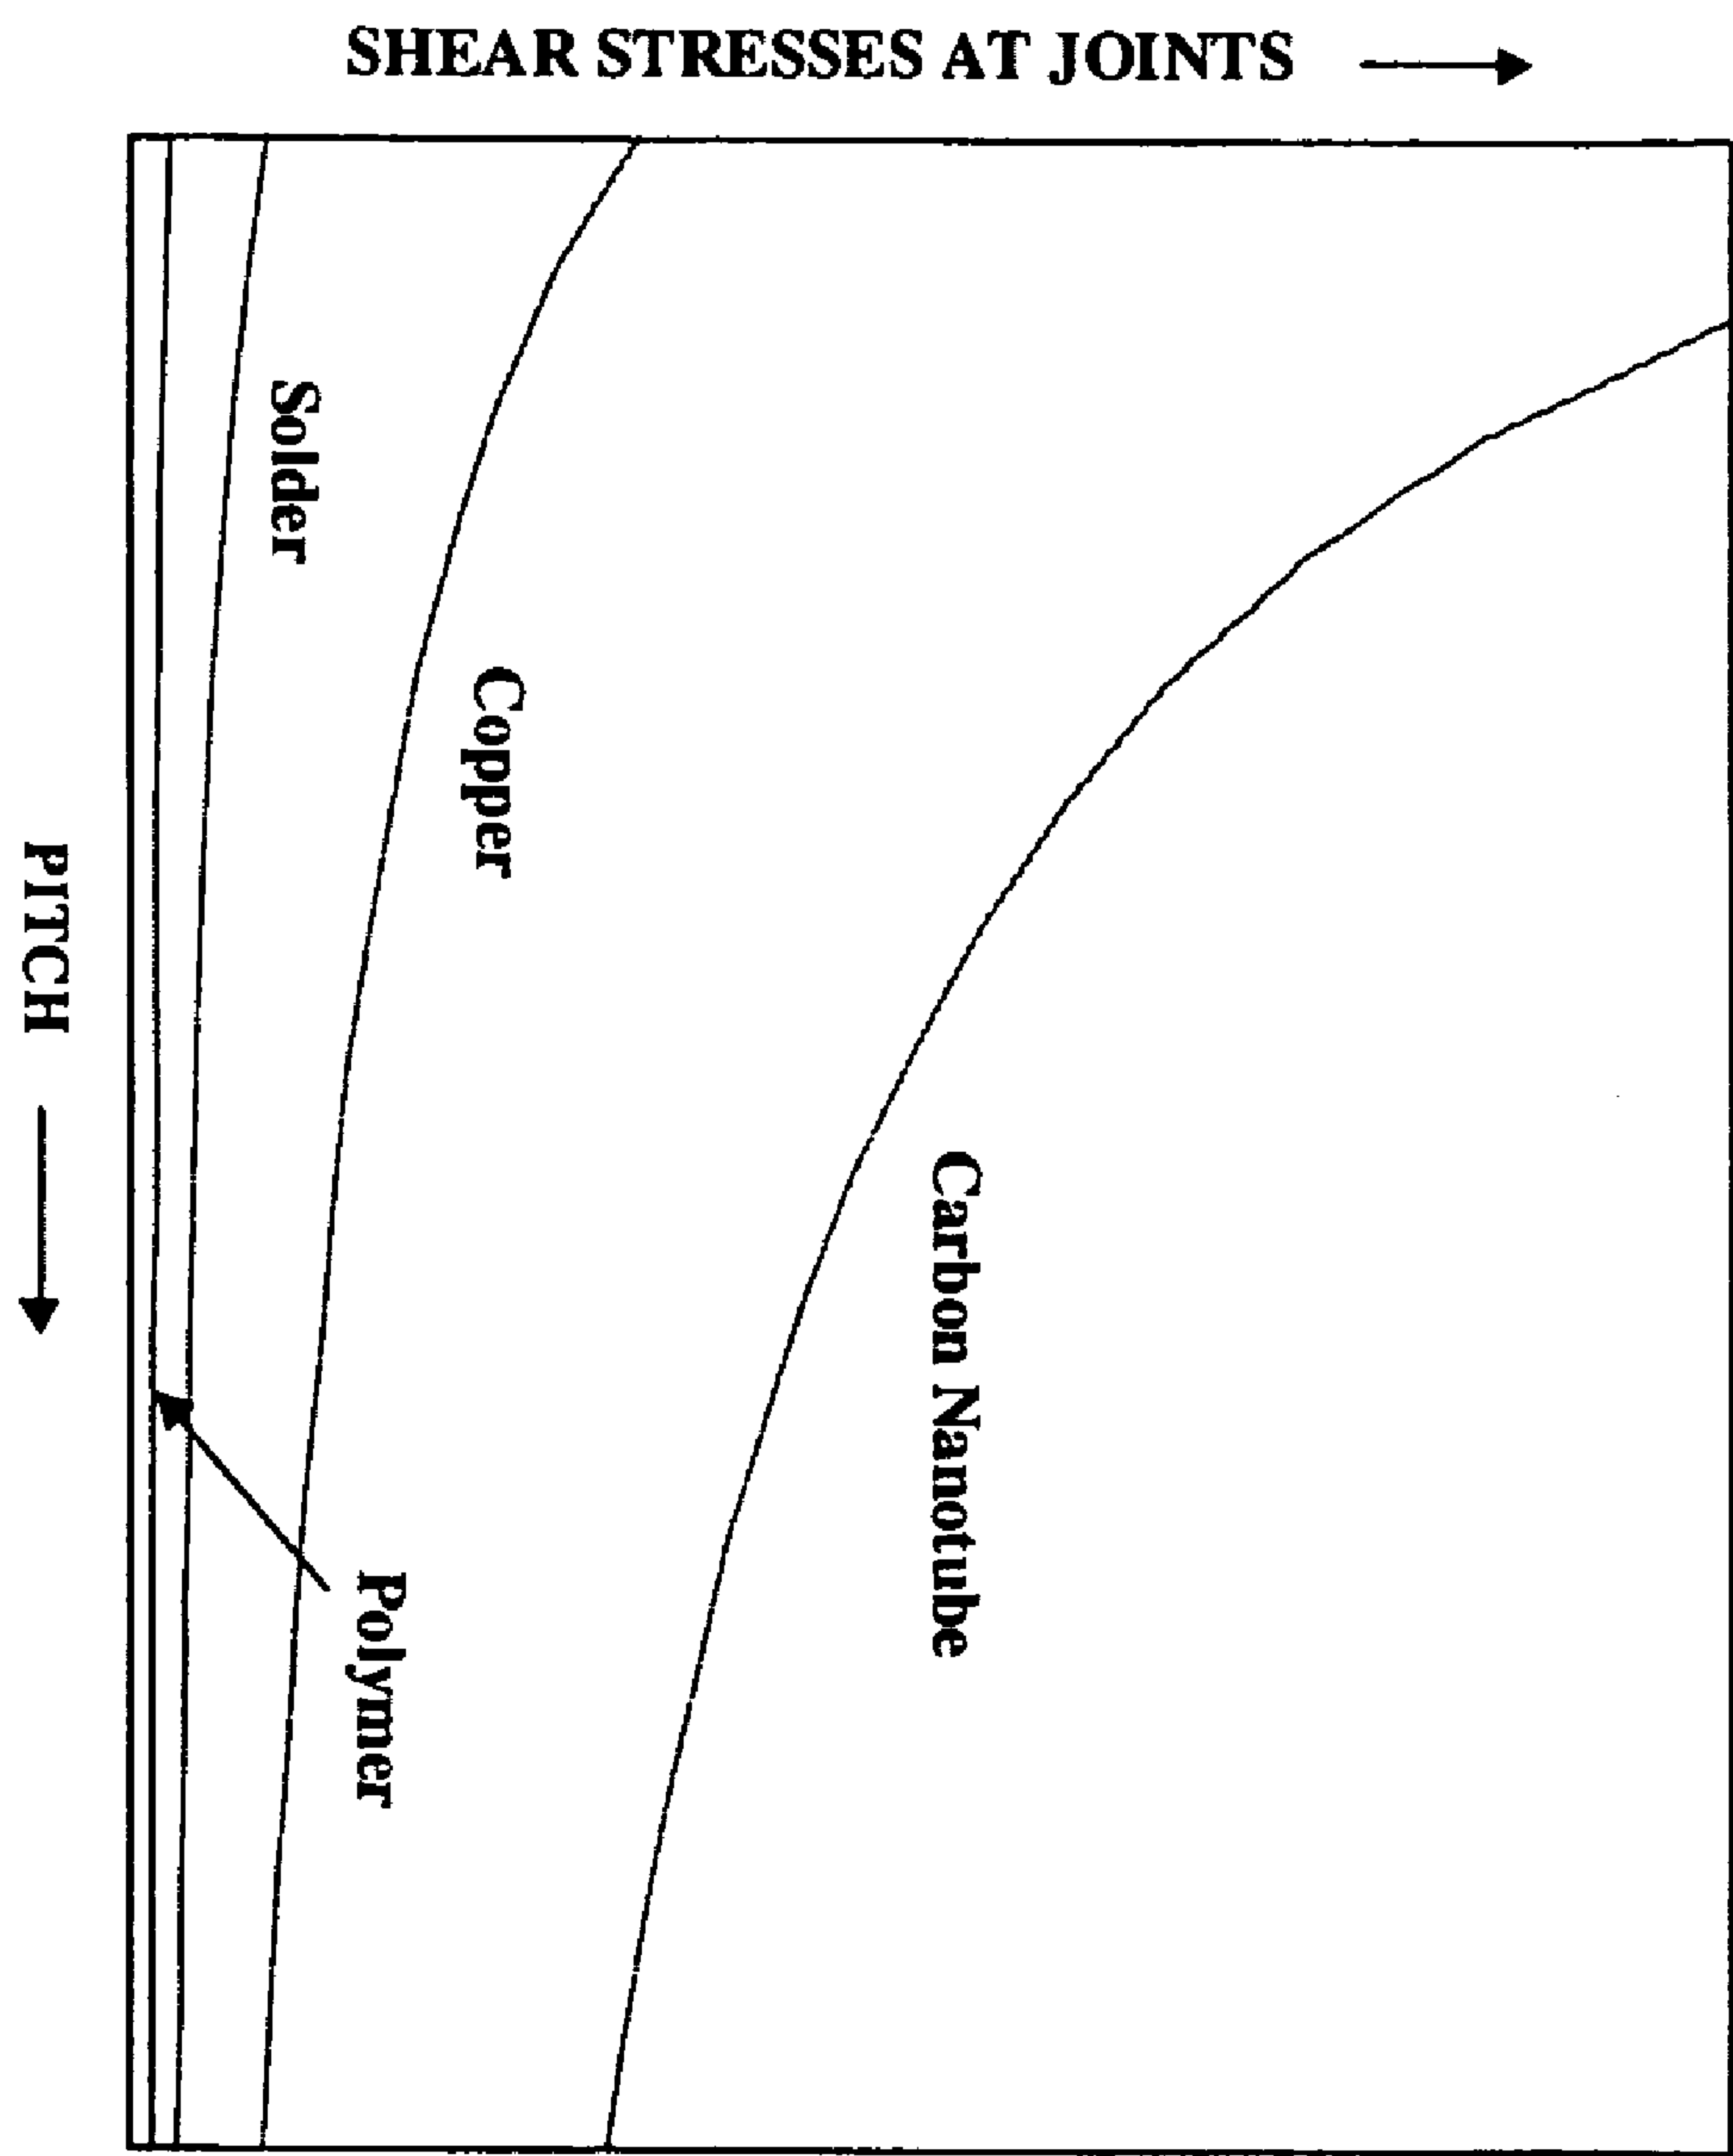 SHEAR STRESSES AT JOINTS
Solder
Copper
Carbon Nanotube
Polymer
PITCH